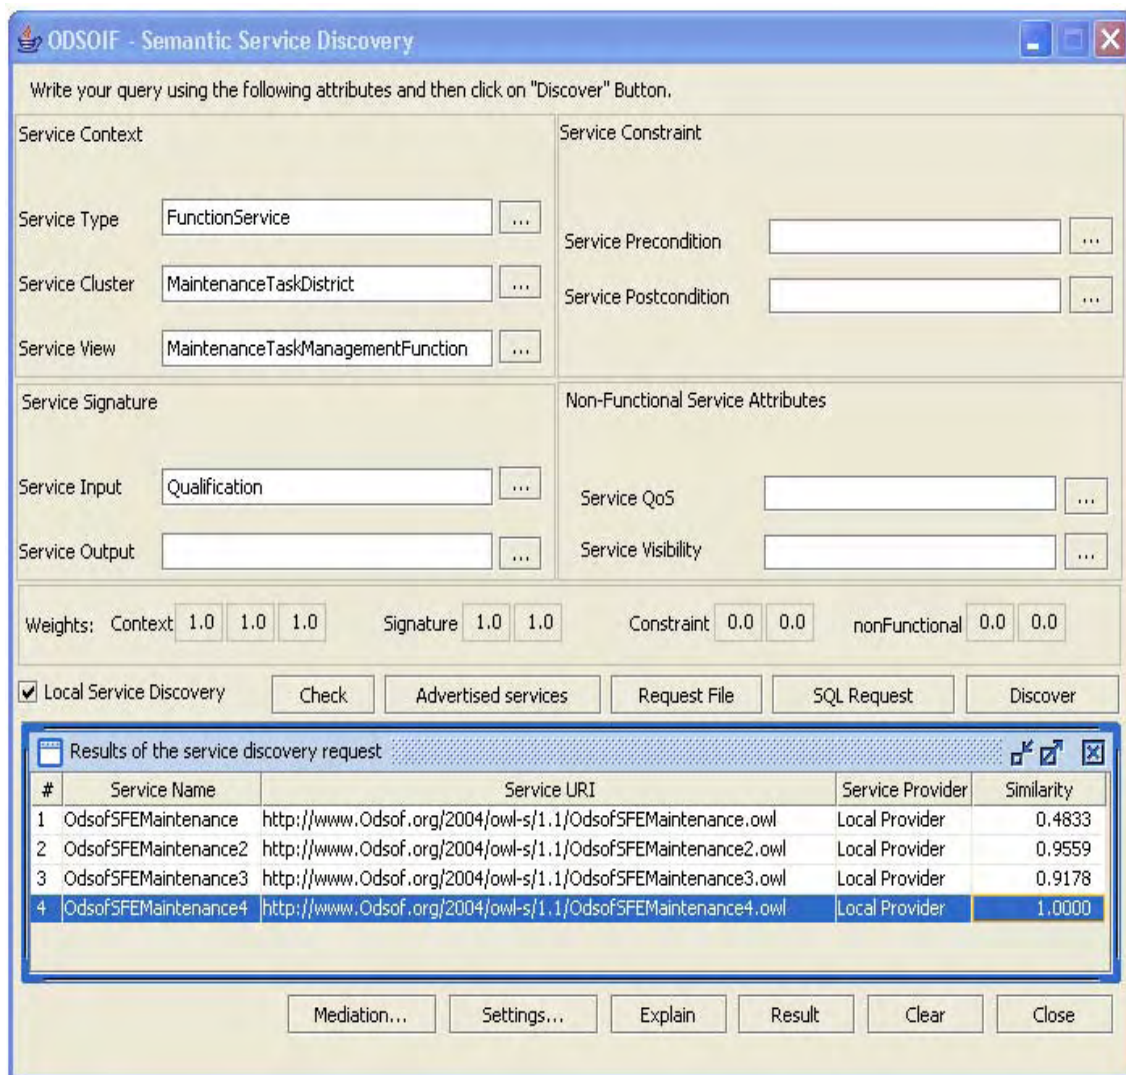 ODSOIF - Semantic Service Discovery
Write your query using the following attributes and then click on "Discover" Button.
Service Context
Service Type FunctionService ...
Service Cluster MaintenanceTaskDistrict ...
Service View MaintenanceTaskManagementFunction ...
Service Constraint
Service Precondition ...
Service Postcondition ...
Service Signature
Service Input Qualification ...
Service Output ...
Non-Functional Service Attributes
Service QoS ...
Service Visibility ...
Weights: Context 1.0 1.0 1.0 Signature 1.0 1.0 Constraint 0.0 0.0 nonFunctional 0.0 0.0
Local Service Discovery Check Advertised services Request File SQL Request Discover
Results of the service discovery request
# Service Name Service URI Service Provider Similarity
1 OdsofSFEMaintenance http://www.Odsof.org/2004/owl-s/1.1/OdsofSFEMaintenance.owl Local Provider 0.4833
2 OdsofSFEMaintenance2 http://www.Odsof.org/2004/owl-s/1.1/OdsofSFEMaintenance2.owl Local Provider 0.9559
3 OdsofSFEMaintenance3 http://www.Odsof.org/2004/owl-s/1.1/OdsofSFEMaintenance3.owl Local Provider 0.9178
4 OdsofSFEMaintenance4 http://www.Odsof.org/2004/owl-s/1.1/OdsofSFEMaintenance4.owl Local Provider 1.0000
Mediation... Settings... Explain Result Clear Close